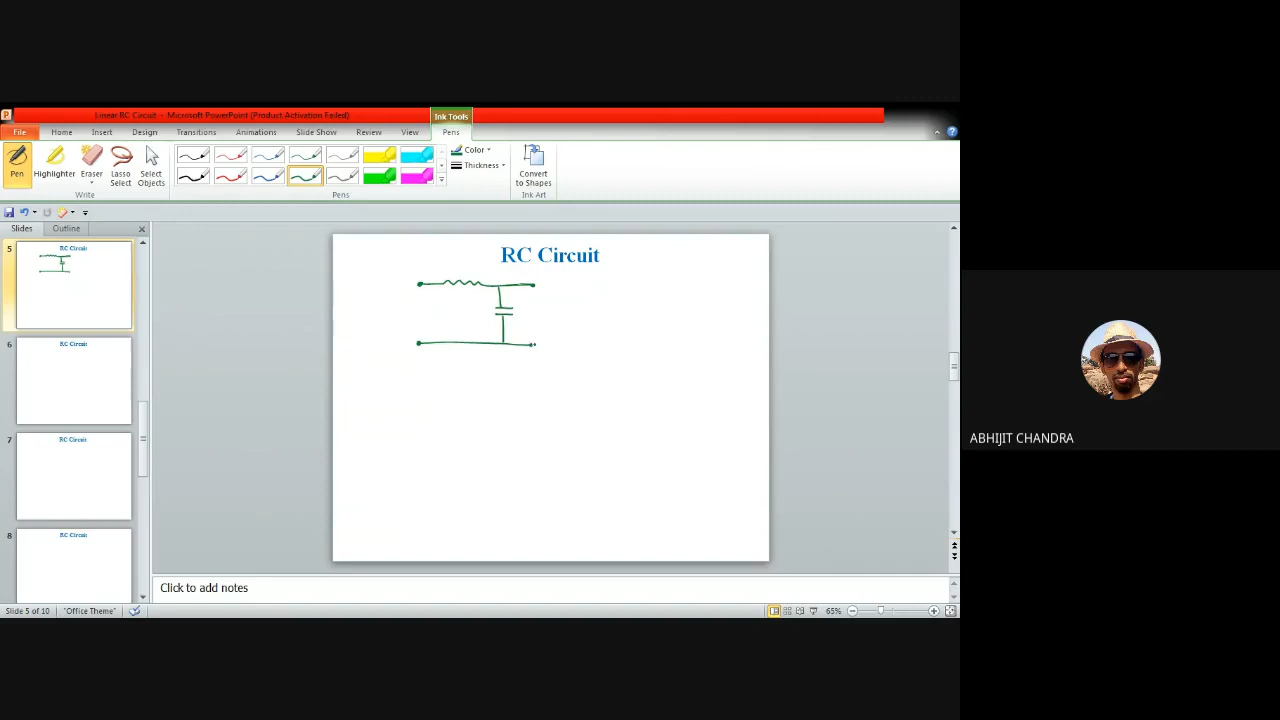 Linear RC Circuit - Microsoft PowerPoint (Product Activation Failed)
Ink Tools
File Home Insert Design Transitions Animations Slide Show Review View Pens
Pen Highlighter Eraser Lasso Select Select Objects Color Thickness Convert to Shapes
Write Pens Ink Art
Slides Outline
5 RC Circuit
6 RC Circuit
7 RC Circuit
8 RC Circuit
RC Circuit
Click to add notes
Slide 5 of 10 "Office Theme" 65%
ABHIJIT CHANDRA